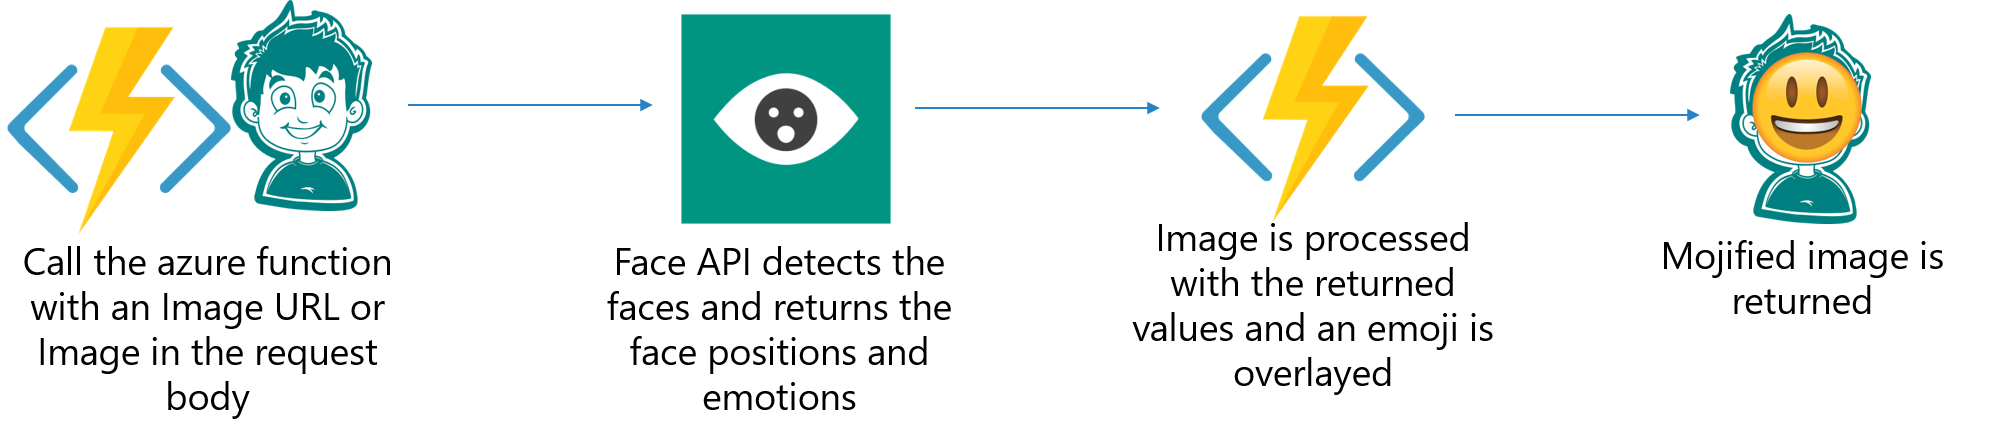 Call the azure function
with an Image URL or
Image in the request
body
Face API detects the
faces and returns the
face positions and
emotions
Image is processed
with the returned
values and an emoji is
overlayed
Mojified image is
returned